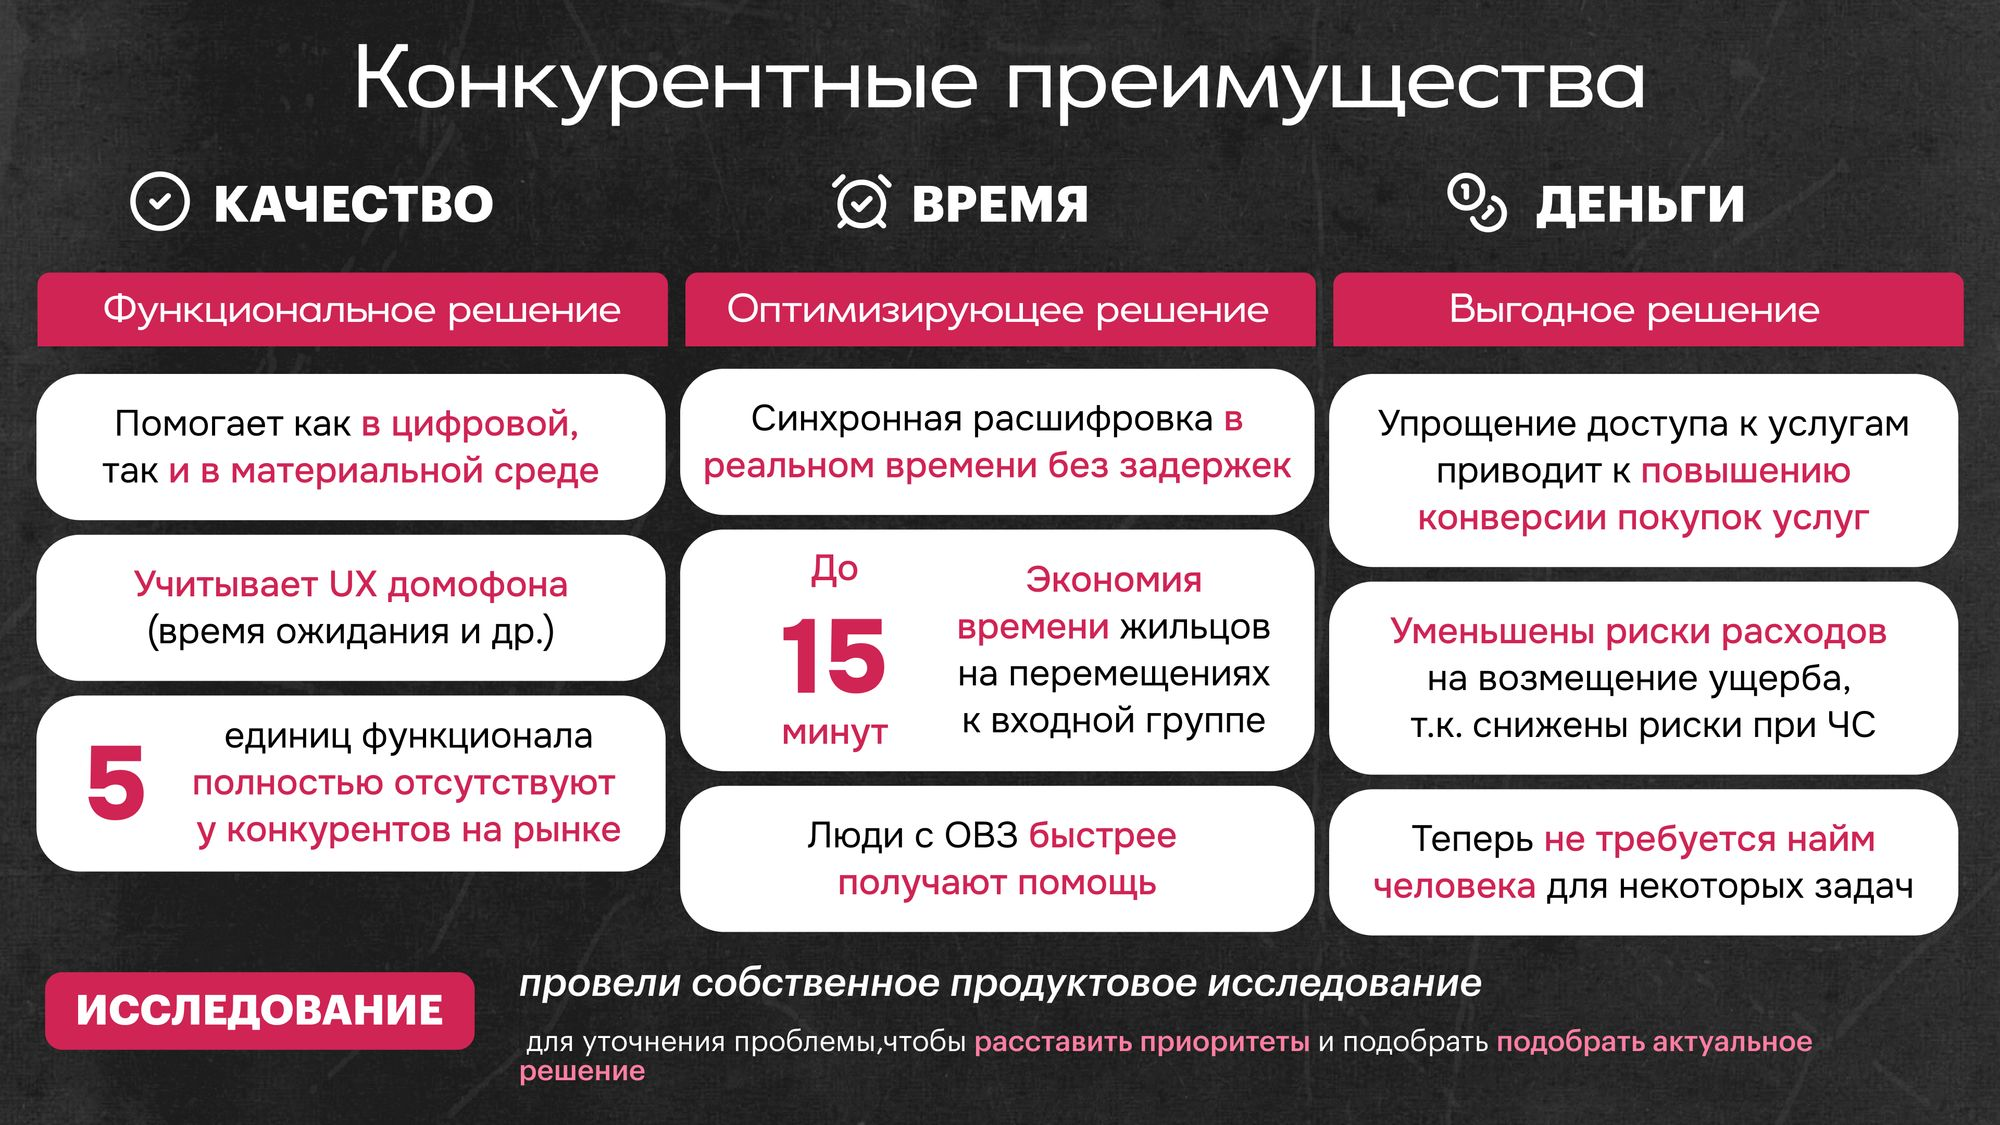 Конкурентные преимущества
КАЧЕСТВО
Функциональное решение
Помогает как в цифровой,
так и в материальной среде
Учитывает UX домофона
(время ожидания и др.)
5
единиц функционала
полностью отсутствуют
у конкурентов на рынке
ВРЕМЯ
Оптимизирующее решение
Синхронная расшифровка в
реальном времени без задержек
До
15
минут
Экономия
времени жильцов
на перемещениях
к входной группе
Люди с ОВЗ быстрее
получают помощь
ДЕНЬГИ
Выгодное решение
Упрощение доступа к услугам
приводит к повышению
конверсии покупок услуг
Уменьшены риски расходов
на возмещение ущерба,
т.к. снижены риски при ЧС
Теперь не требуется найм
человека для некоторых задач
ИССЛЕДОВАНИЕ
провели собственное продуктовое исследование
для уточнения проблемы,чтобы расставить приоритеты и подобрать подобрать актуальное
решение